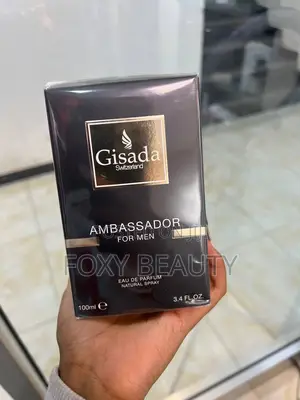 Gisada
Switzerland
AMBASSADOR
FOR MEN
FOXY BEAUTY
EAU DE PARFUM
NATURAL SPRAY
100ml e 3.4 FL OZ